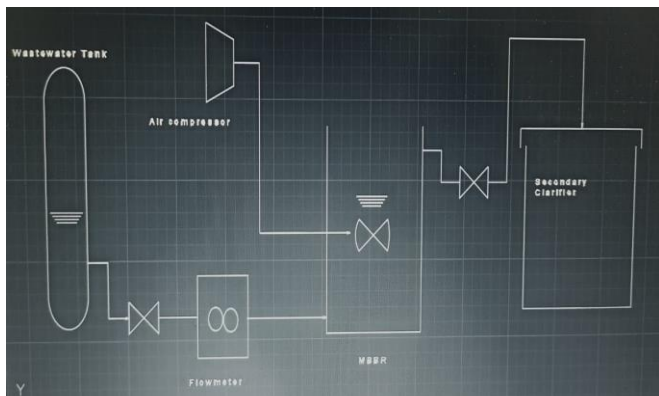 Wastewater Tank
Air compressor
Secondary
Clarifier
MBBR
Flowmeter
Y